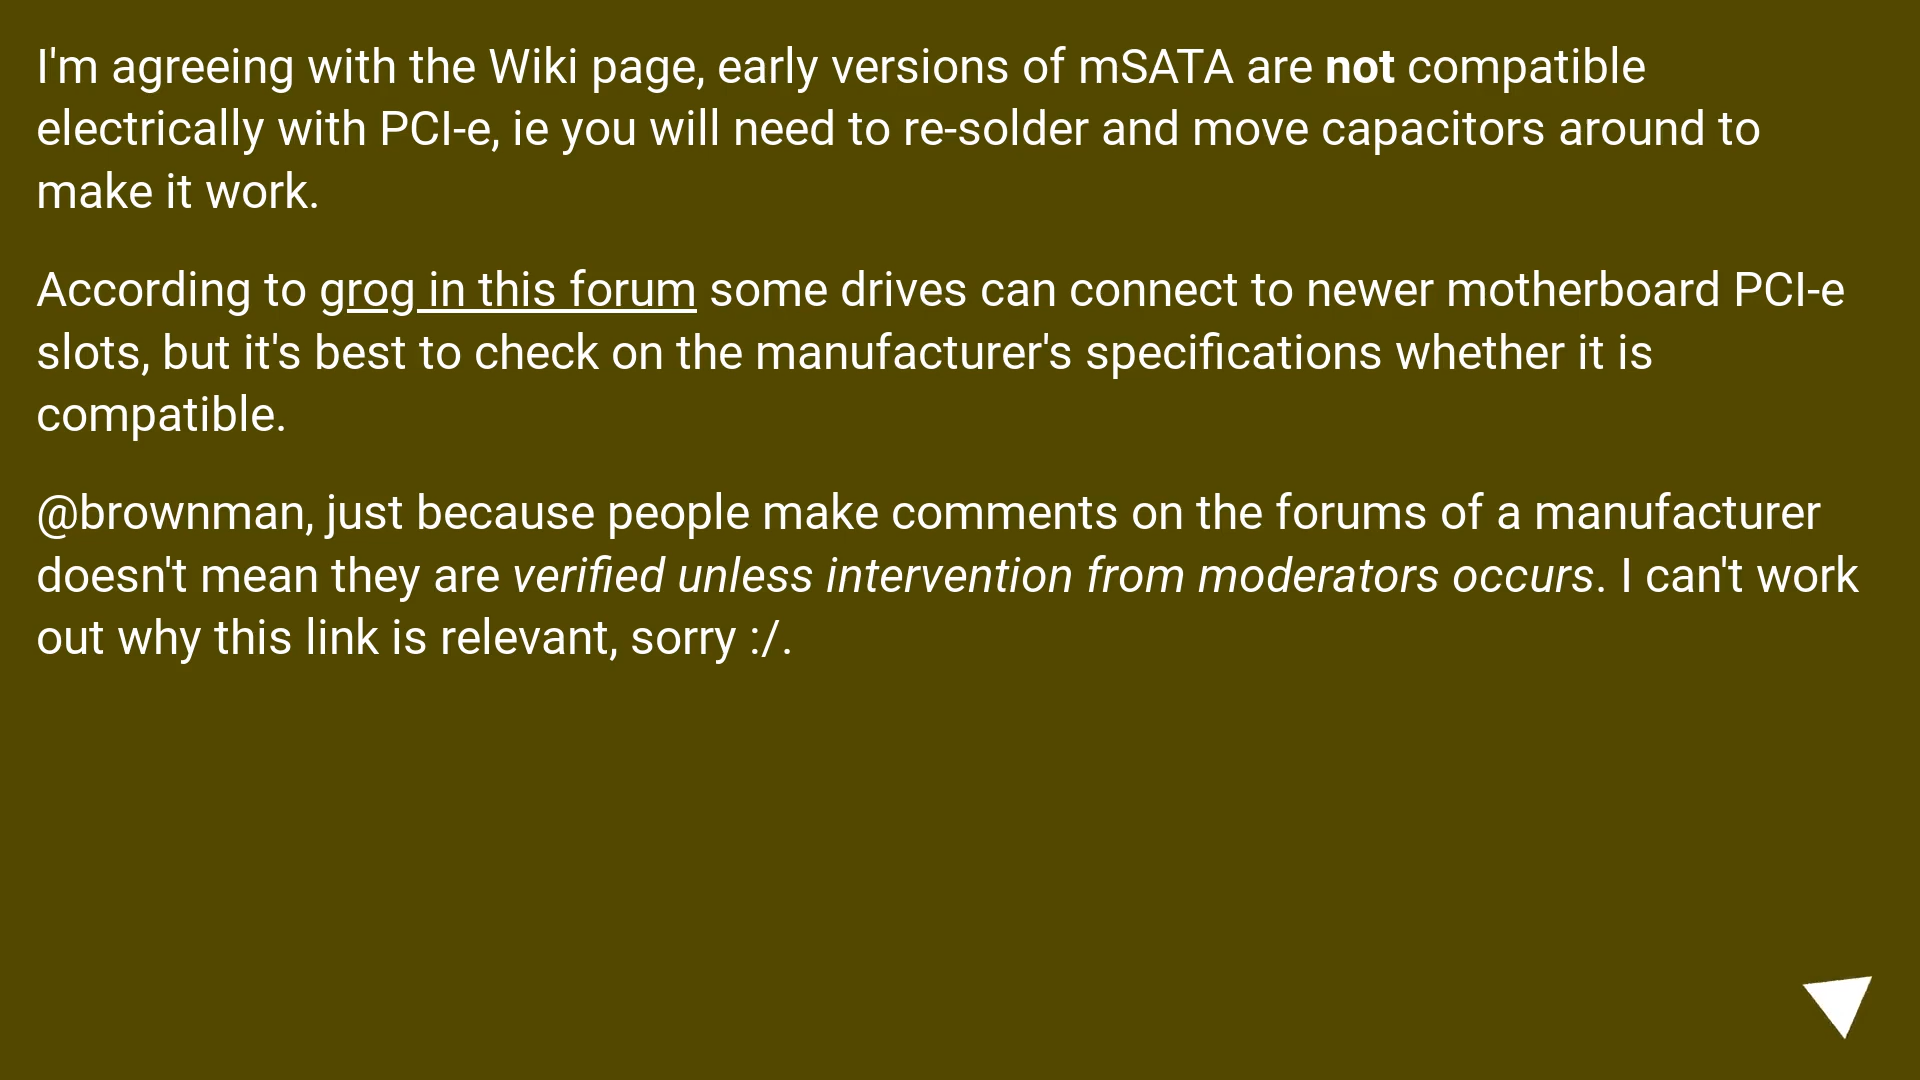 I'm agreeing with the Wiki page, early versions of mSATA are not compatible
electrically with PCI-e, ie you will need to re-solder and move capacitors around to
make it work.
According to grog in this forum some drives can connect to newer motherboard PCI-e
slots, but it's best to check on the manufacturer's specifications whether it is
compatible.
@brownman, just because people make comments on the forums of a manufacturer
doesn't mean they are verified unless intervention from moderators occurs. I can't work
out why this link is relevant, sorry :/.